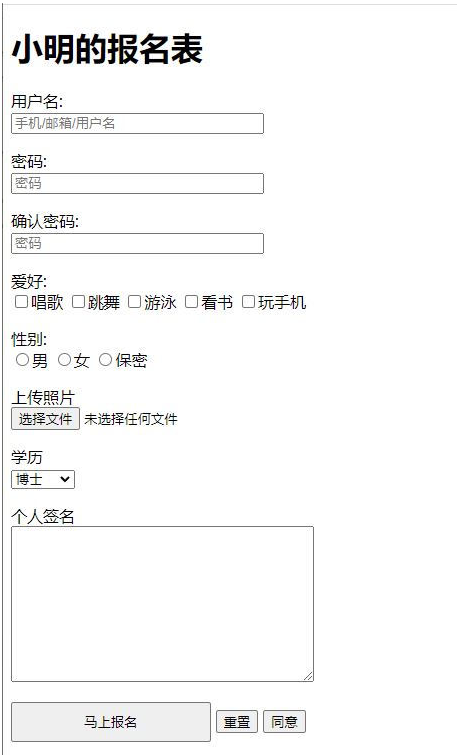 小明的报名表
用户名:
手机/邮箱/用户名
密码:
密码
确认密码:
密码
爱好:
唱歌 跳舞 游泳 看书 玩手机
性别:
男 女 保密
上传照片
选择文件 未选择任何文件
学历
博士
个人签名
马上报名 重置 同意